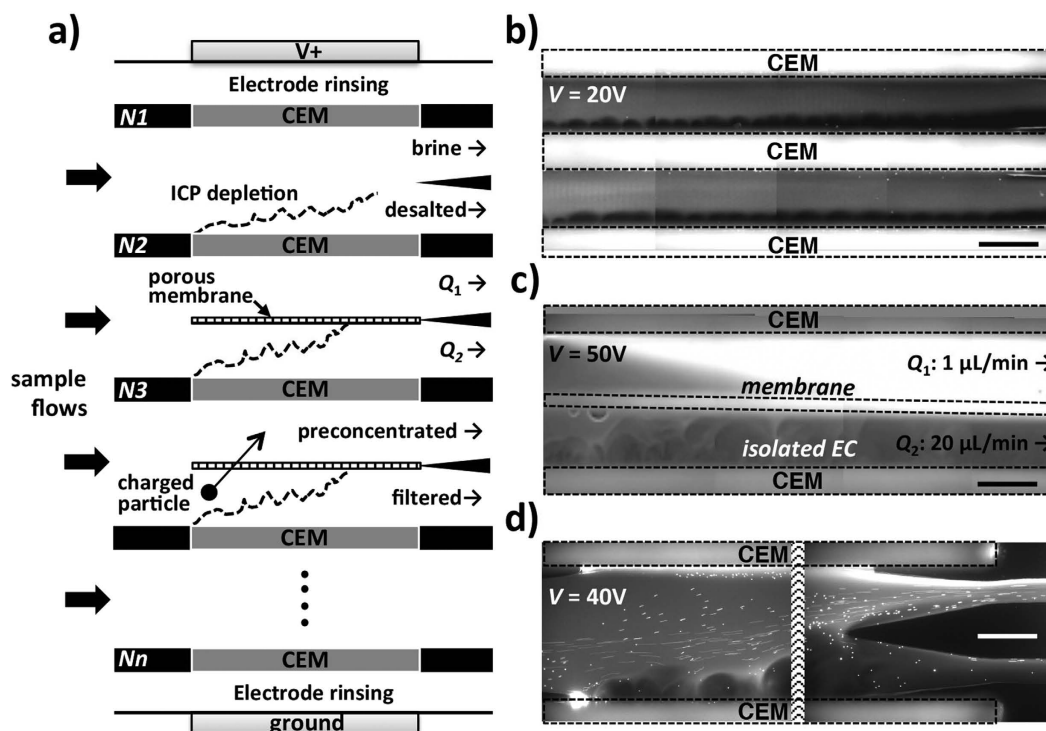 a)
V+
Electrode rinsing
N1
CEM
brine →
ICP depletion
desalted→
N2
CEM
porous
membrane
Q1 →
Q2 →
N3
CEM
sample
flows
preconcentrated →
charged
particle
filtered→
CEM
Nn
CEM
Electrode rinsing
ground
b)
CEM
V = 20V
CEM
CEM
c)
CEM
V = 50V
Q1: 1 μL/min →
membrane
isolated EC
Q2: 20 μL/min→
CEM
d)
CEM
V = 40V
CEM